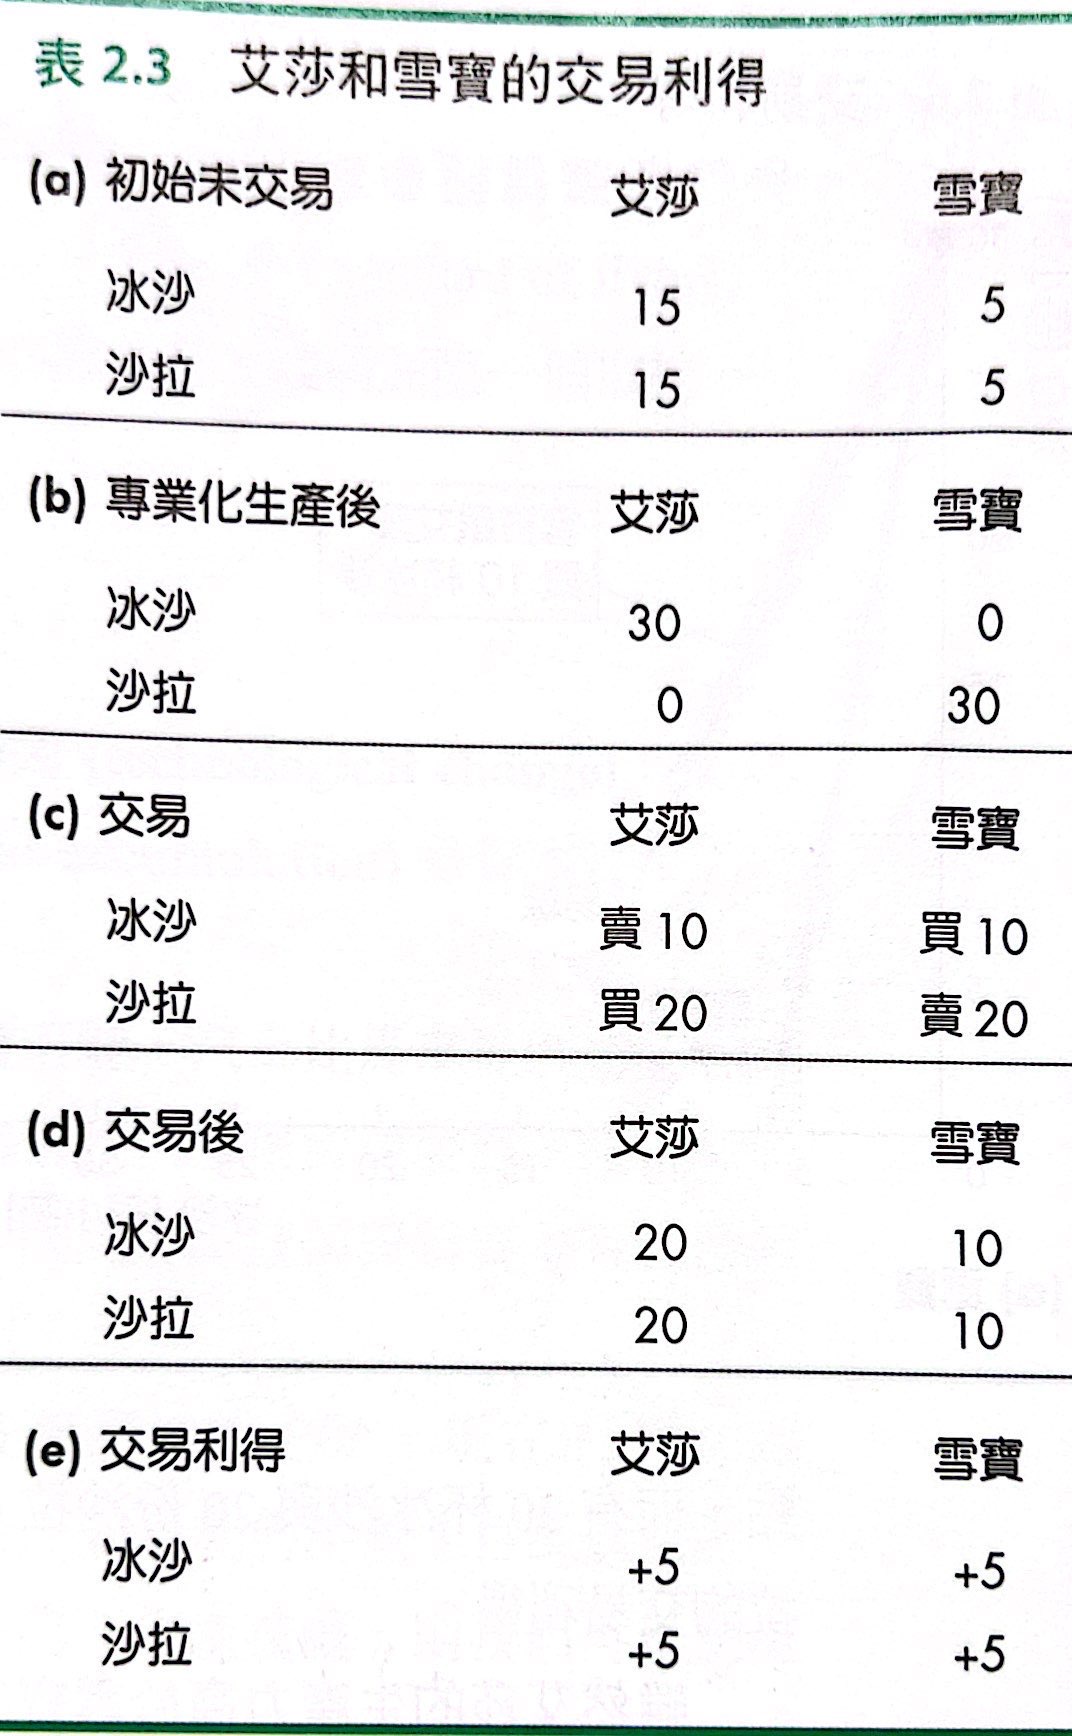 表 2.3 艾莎和雪寶的交易利得
(a) 初始未交易 艾莎 雪寶
冰沙 15 5
沙拉 15 5
(b) 專業化生產後 艾莎 雪寶
冰沙 30 0
沙拉 0 30
(c) 交易 艾莎 雪寶
冰沙 賣 10 買 10
沙拉 買 20 賣 20
(d) 交易後 艾莎 雪寶
冰沙 20 10
沙拉 20 10
(e) 交易利得 艾莎 雪寶
冰沙 +5 +5
沙拉 +5 +5